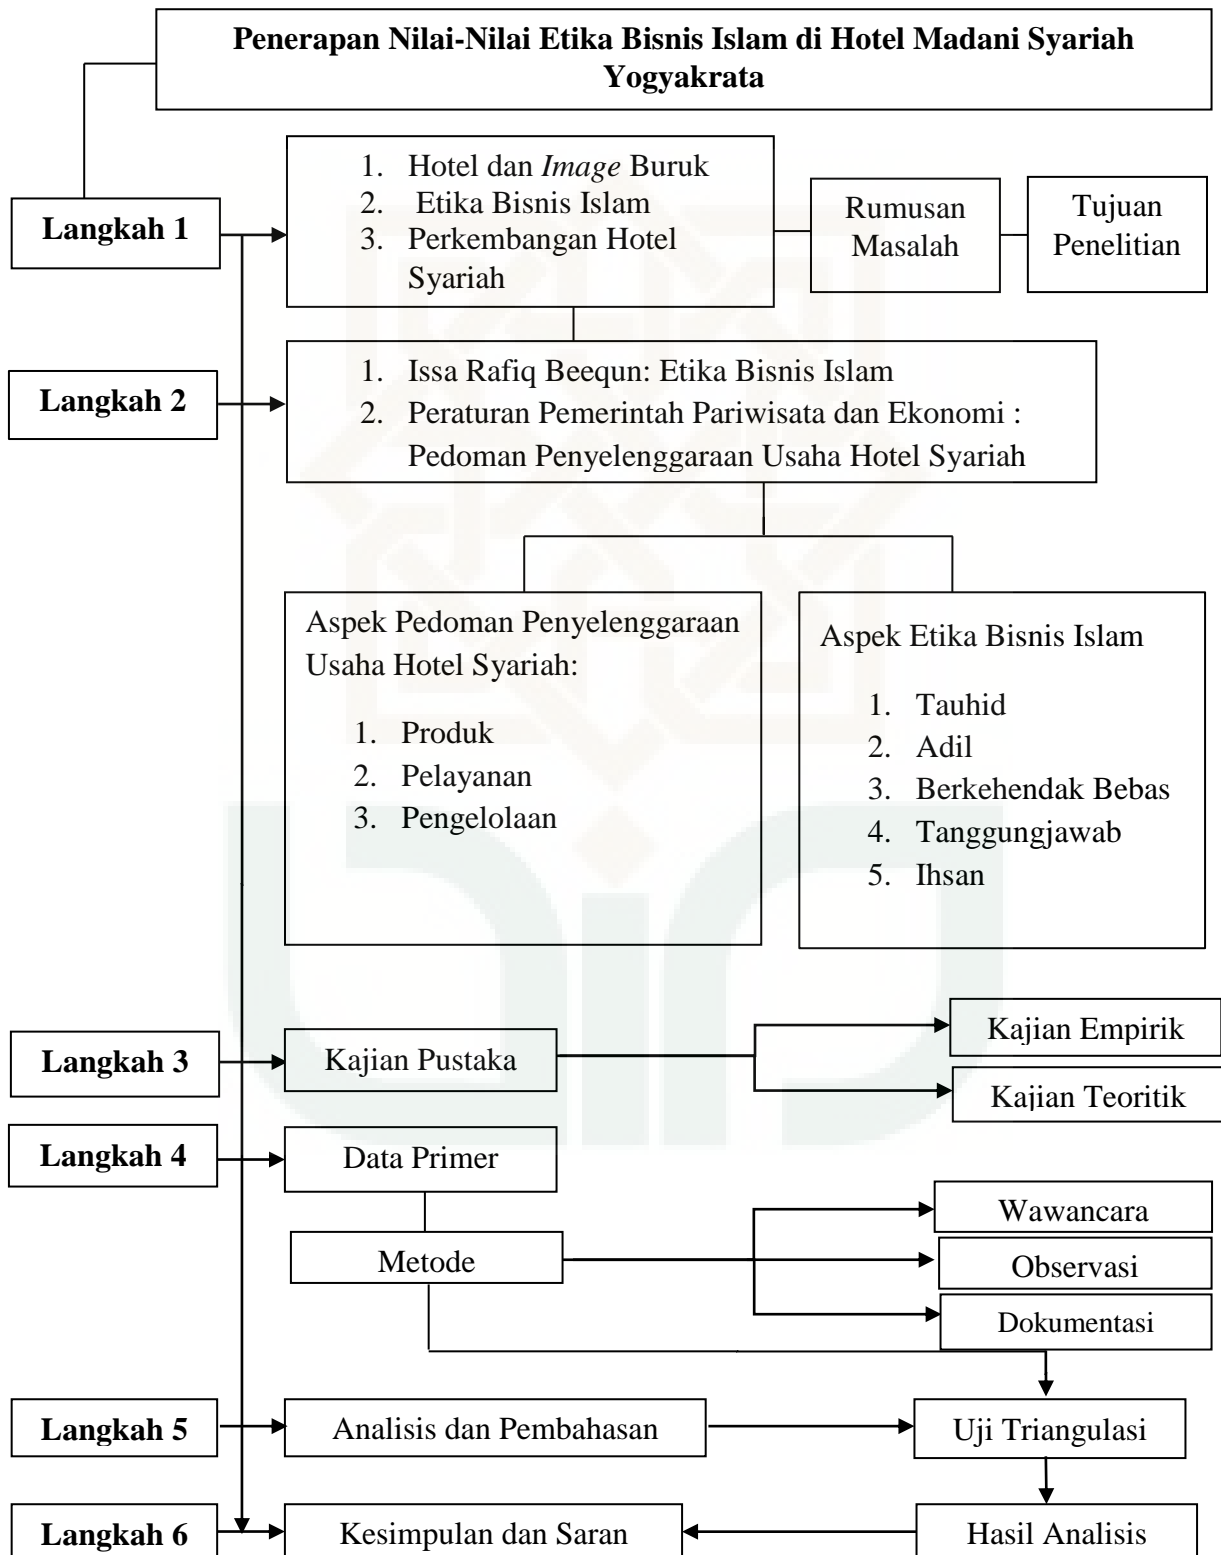 Penerapan Nilai-Nilai Etika Bisnis Islam di Hotel Madani Syariah
Yogyakrata
Langkah 1
1. Hotel dan Image Buruk
2. Etika Bisnis Islam
3. Perkembangan Hotel
Syariah
Rumusan
Masalah
Tujuan
Penelitian
Langkah 2
1. Issa Rafiq Beequn: Etika Bisnis Islam
2. Peraturan Pemerintah Pariwisata dan Ekonomi :
Pedoman Penyelenggaraan Usaha Hotel Syariah
Aspek Pedoman Penyelenggaraan
Usaha Hotel Syariah:
1. Produk
2. Pelayanan
3. Pengelolaan
Aspek Etika Bisnis Islam
1. Tauhid
2. Adil
3. Berkehendak Bebas
4. Tanggungjawab
5. Ihsan
Langkah 3
Kajian Pustaka
Kajian Empirik
Kajian Teoritik
Langkah 4
Data Primer
Metode
Wawancara
Observasi
Dokumentasi
Langkah 5
Analisis dan Pembahasan
Uji Triangulasi
Langkah 6
Kesimpulan dan Saran
Hasil Analisis